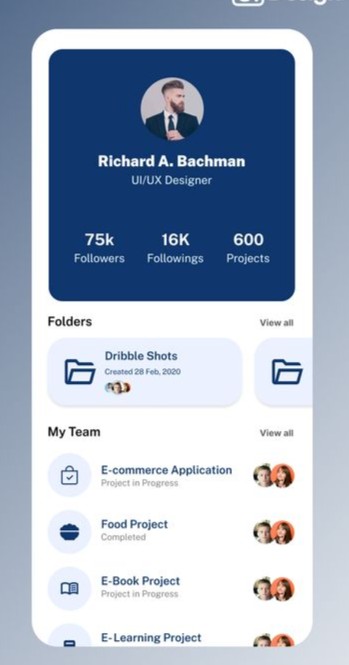 Richard A. Bachman
UI/UX Designer
75k
16K
600
Followers
Followings
Projects
Folders
View all
Dribble Shots
Created 28 Feb, 2020
My Team
View all
E-commerce Application
Project in Progress
Food Project
Completed
E-Book Project
Project in Progress
E-Learning Project